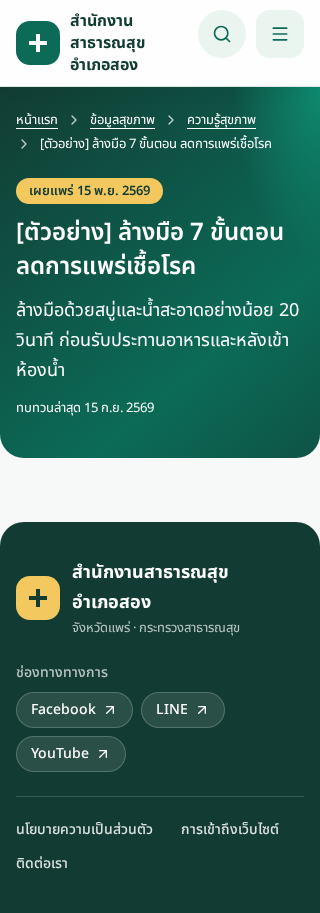 สำนักงาน
สาธารณสุข
อำเภอสอง
หน้าแรก > ข้อมูลสุขภาพ > ความรู้สุขภาพ
> [ตัวอย่าง] ล้างมือ 7 ขั้นตอน ลดการแพร่เชื้อโรค
เผยแพร่ 15 พ.ย. 2569
[ตัวอย่าง] ล้างมือ 7 ขั้นตอน
ลดการแพร่เชื้อโรค
ล้างมือด้วยสบู่และน้ำสะอาดอย่างน้อย 20
วินาที ก่อนรับประทานอาหารและหลังเข้า
ห้องน้ำ
ทบทวนล่าสุด 15 ก.ย. 2569
สำนักงานสาธารณสุข
อำเภอสอง
จังหวัดแพร่ · กระทรวงสาธารณสุข
ช่องทางทางการ
Facebook
LINE
YouTube
นโยบายความเป็นส่วนตัว
การเข้าถึงเว็บไซต์
ติดต่อเรา